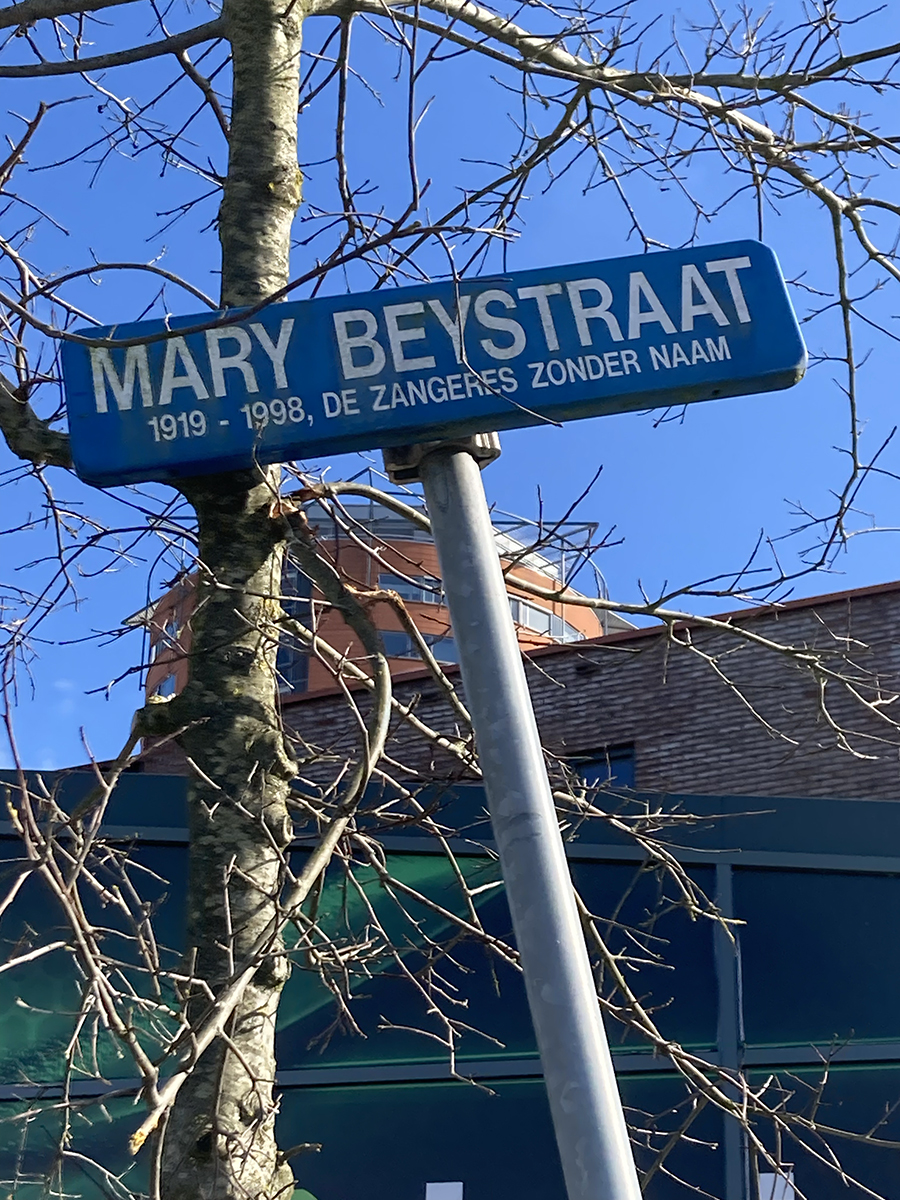 MARY BEYSTRAAT
1919 - 1998, DE ZANGERES ZONDER NAAM